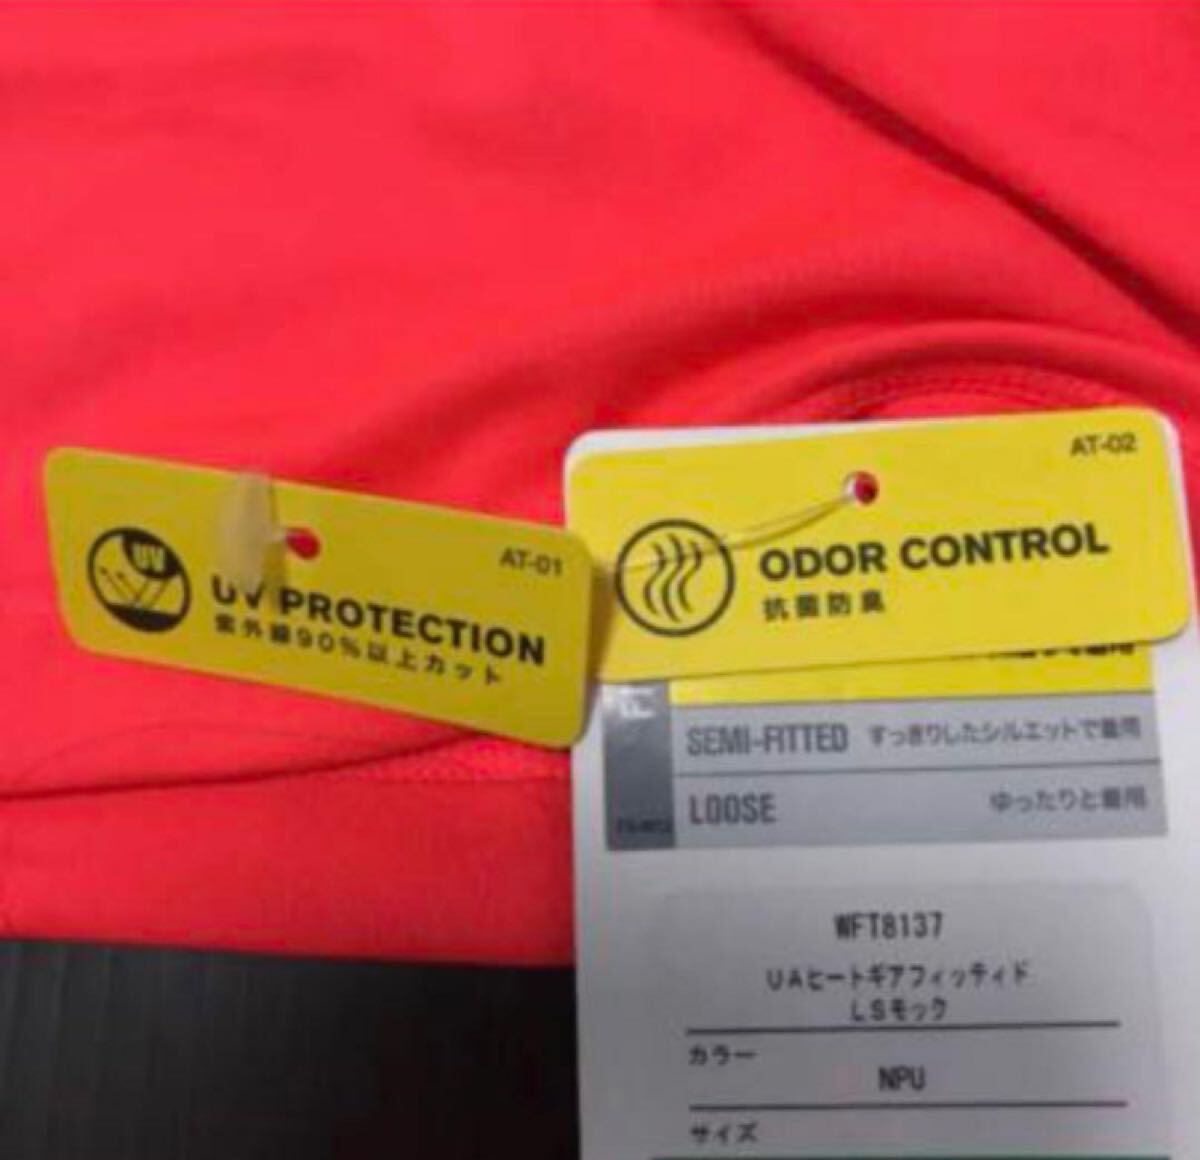 AT-01
UV
UV PROTECTION
紫外線90%以上カット
AT-02
ODOR CONTROL
抗菌防臭
SEMI-FITTED すっきりしたシルエットで着用
LOOSE ゆったりと着用
WFT8137
UAヒートギアフィッティド
LSモック
カラー
NPU
サイズ